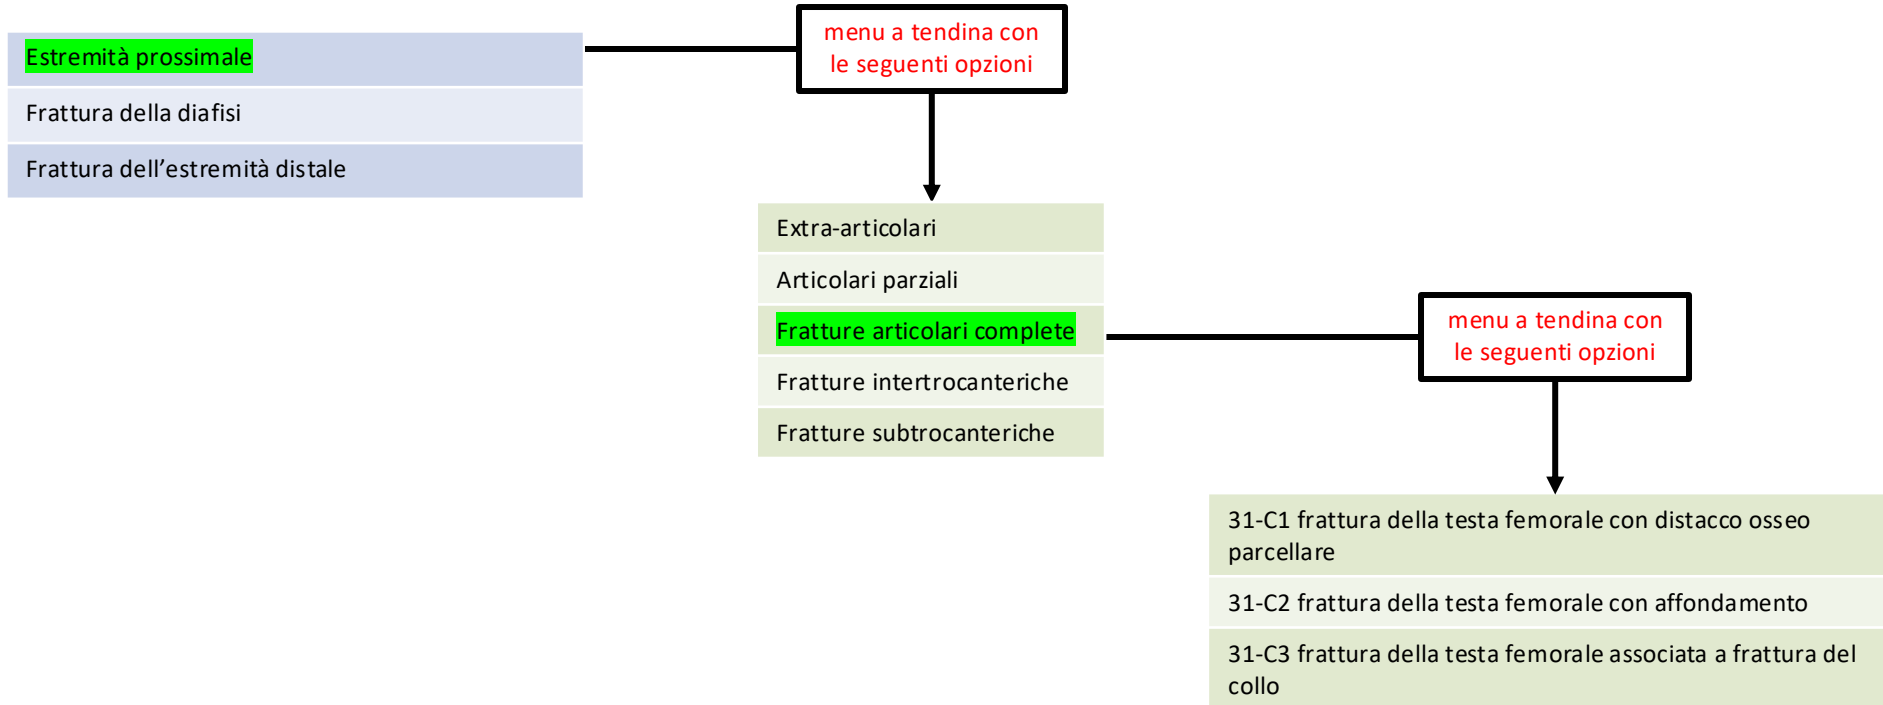 Estremità prossimale
Frattura della diafisi
Frattura dell’estremità distale
menu a tendina con
le seguenti opzioni
Extra-articolari
Articolari parziali
Fratture articolari complete
Fratture intertrocanteriche
Fratture subtrocanteriche
menu a tendina con
le seguenti opzioni
31-C1 frattura della testa femorale con distacco osseo
parcellare
31-C2 frattura della testa femorale con affondamento
31-C3 frattura della testa femorale associata a frattura del
collo